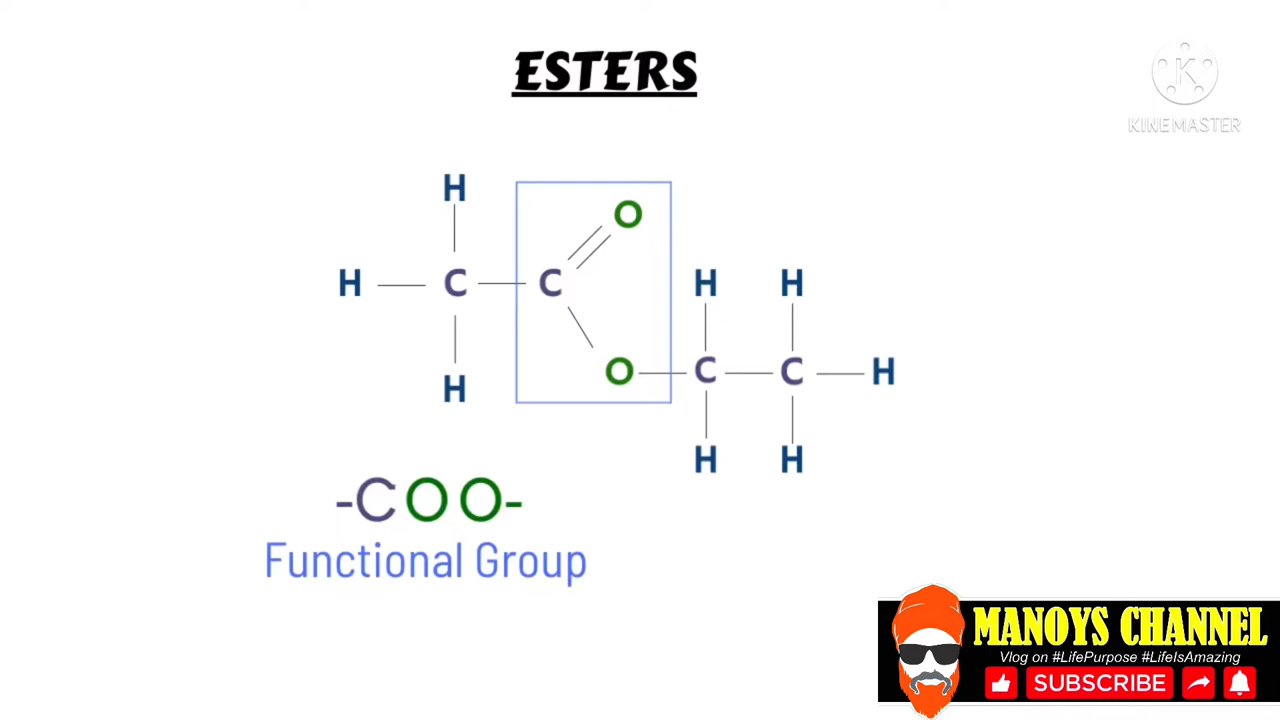 ESTERS
KINEMASTER
H
O
H C C H H
O C C H
H
H H
-COO-
Functional Group
MANOYS CHANNEL
Vlog on #LifePurpose #LifeIsAmazing
SUBSCRIBE